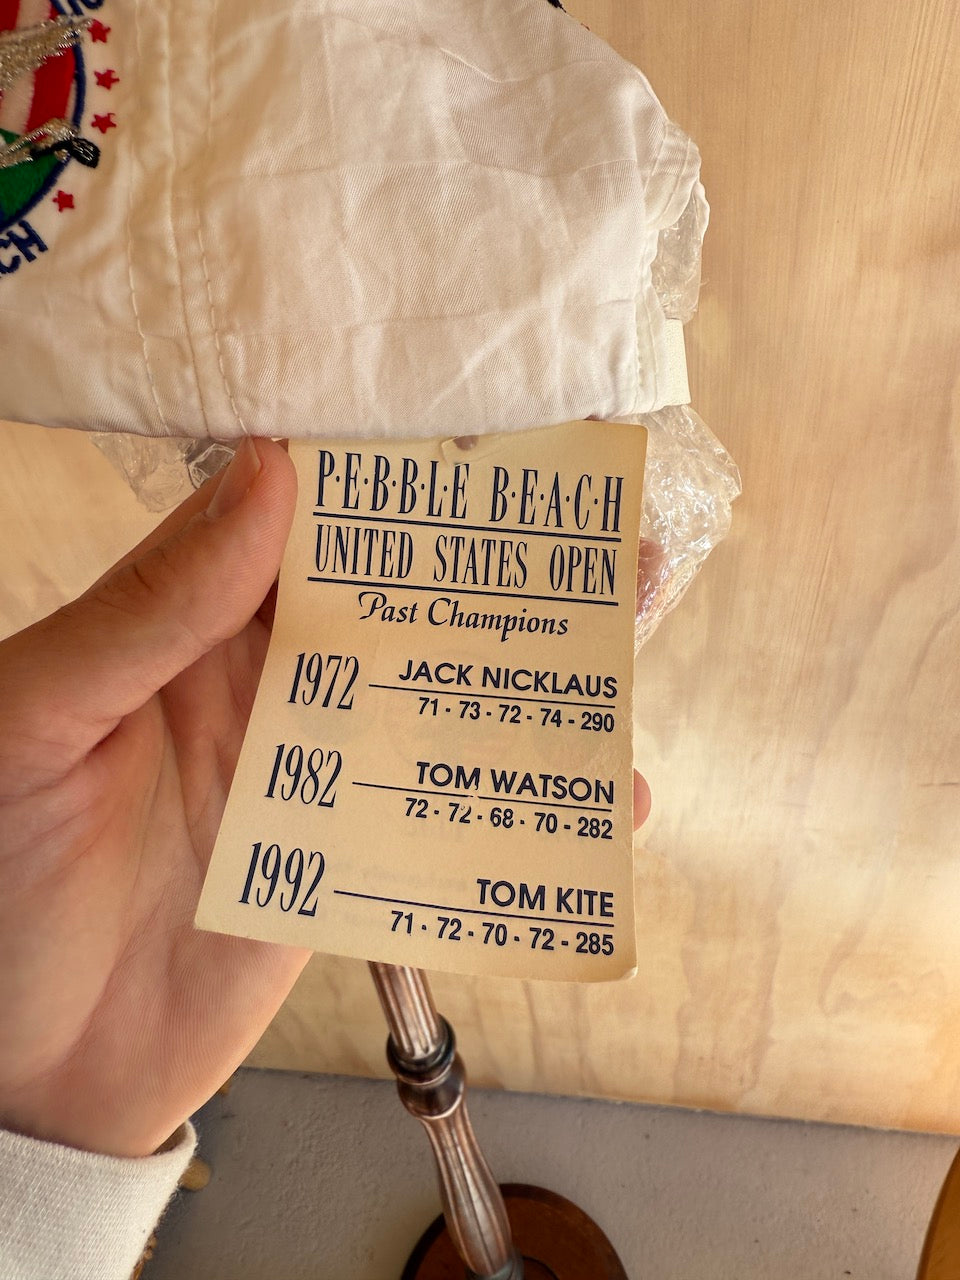 CH
P·E·B·B·L·E B·E·A·C·H
UNITED STATES OPEN
Past Champions
1972 JACK NICKLAUS
71 - 73 - 72 - 74 - 290
1982 TOM WATSON
72 - 72 - 68 - 70 - 282
1992 TOM KITE
71 - 72 - 70 - 72 - 285